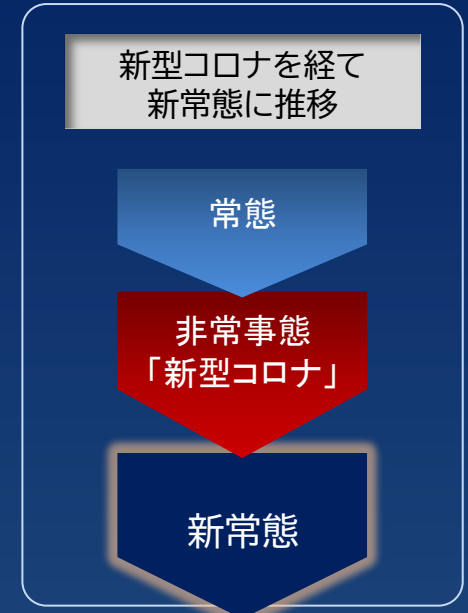 新型コロナを経て
新常態に推移
常態
非常事態
「新型コロナ」
新常態